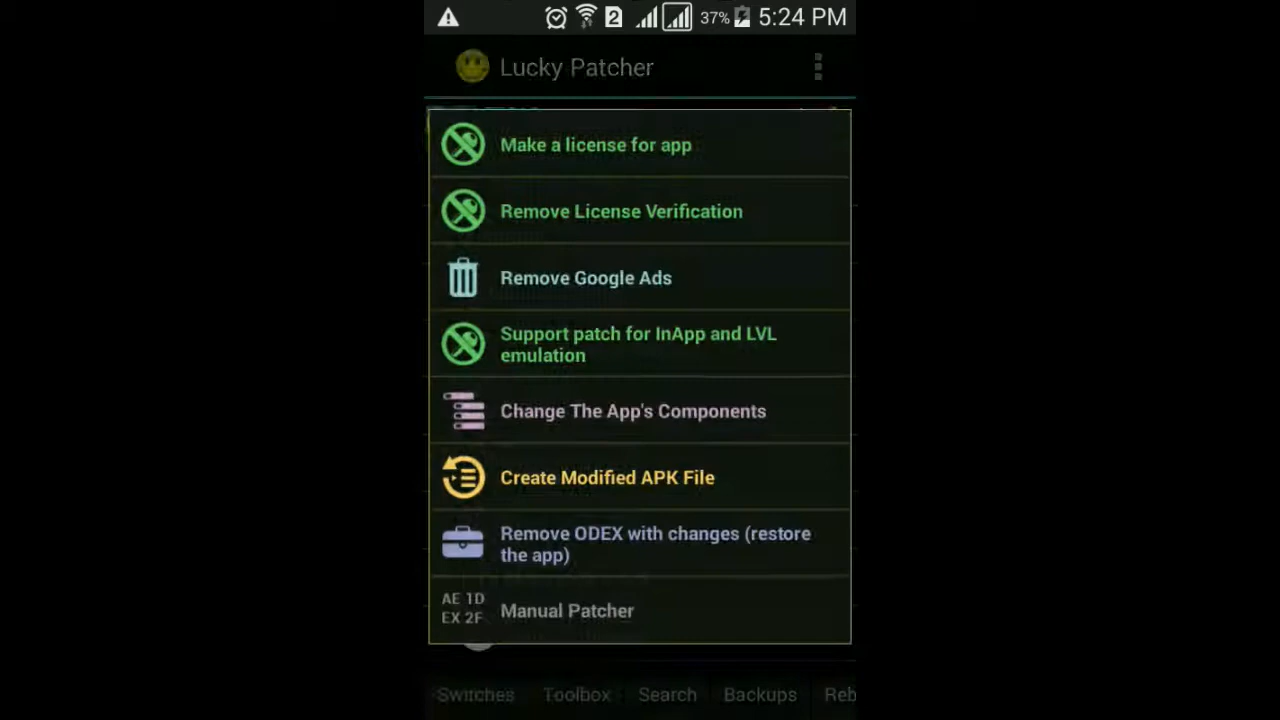 2 37% 5:24 PM
Lucky Patcher
Make a license for app
Remove License Verification
Remove Google Ads
Support patch for InApp and LVL
emulation
Change The App's Components
Create Modified APK File
Remove ODEX with changes (restore
the app)
AE 1D
EX 2F
Manual Patcher
Switches Toolbox Search Backups Reb